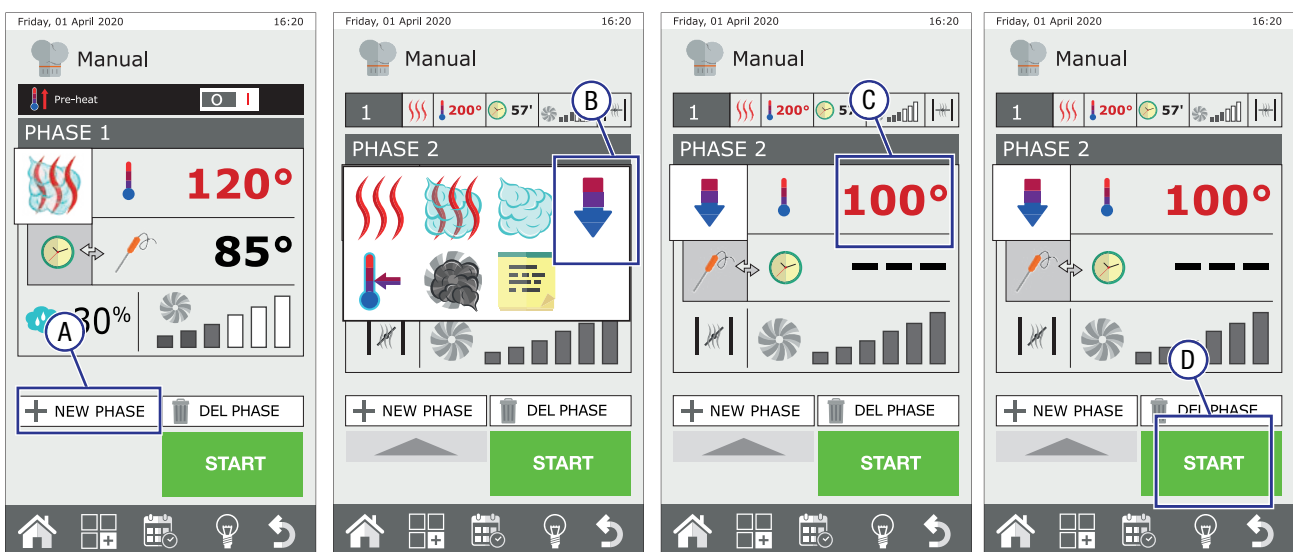 Friday, 01 April 2020 16:20
Manual
Pre-heat O I
PHASE 1
120°
85°
30%
A
+ NEW PHASE DEL PHASE
START
Friday, 01 April 2020 16:20
Manual
B
1 200° 57'
PHASE 2
+ NEW PHASE DEL PHASE
START
Friday, 01 April 2020 16:20
Manual
C
1 200° 57'
PHASE 2
100°
---
+ NEW PHASE DEL PHASE
START
Friday, 01 April 2020 16:20
Manual
1 200° 57'
PHASE 2
100°
---
D
+ NEW PHASE DEL PHASE
START